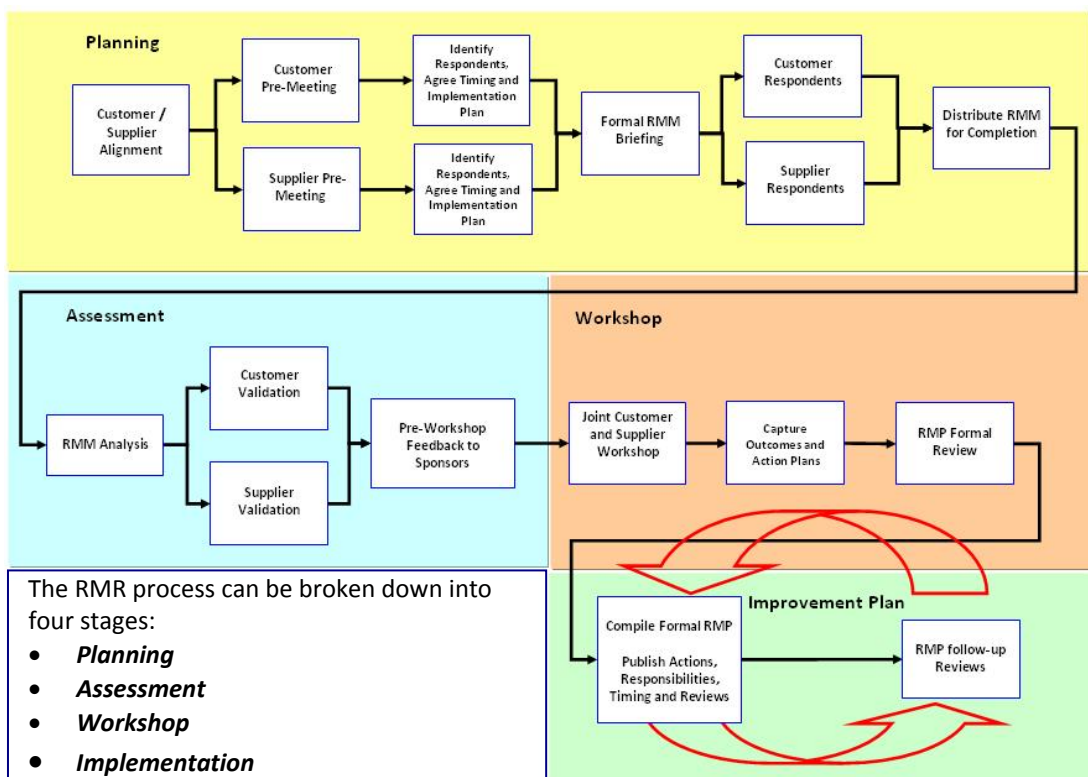 Planning
Customer /
Supplier
Alignment
Customer
Pre-Meeting
Identify
Respondents,
Agree Timing and
Implementation
Plan
Supplier Pre-
Meeting
Identify
Respondents,
Agree Timing and
Implementation
Plan
Formal RMM
Briefing
Customer
Respondents
Supplier
Respondents
Distribute RMM
for Completion
Assessment
RMM Analysis
Customer
Validation
Supplier
Validation
Pre-Workshop
Feedback to
Sponsors
Workshop
Joint Customer
and Supplier
Workshop
Capture
Outcomes and
Action Plans
RMP Formal
Review
Improvement Plan
Compile Formal RMP
Publish Actions,
Responsibilities,
Timing and Reviews
RMP follow-up
Reviews
The RMR process can be broken down into
four stages:
• Planning
• Assessment
• Workshop
• Implementation